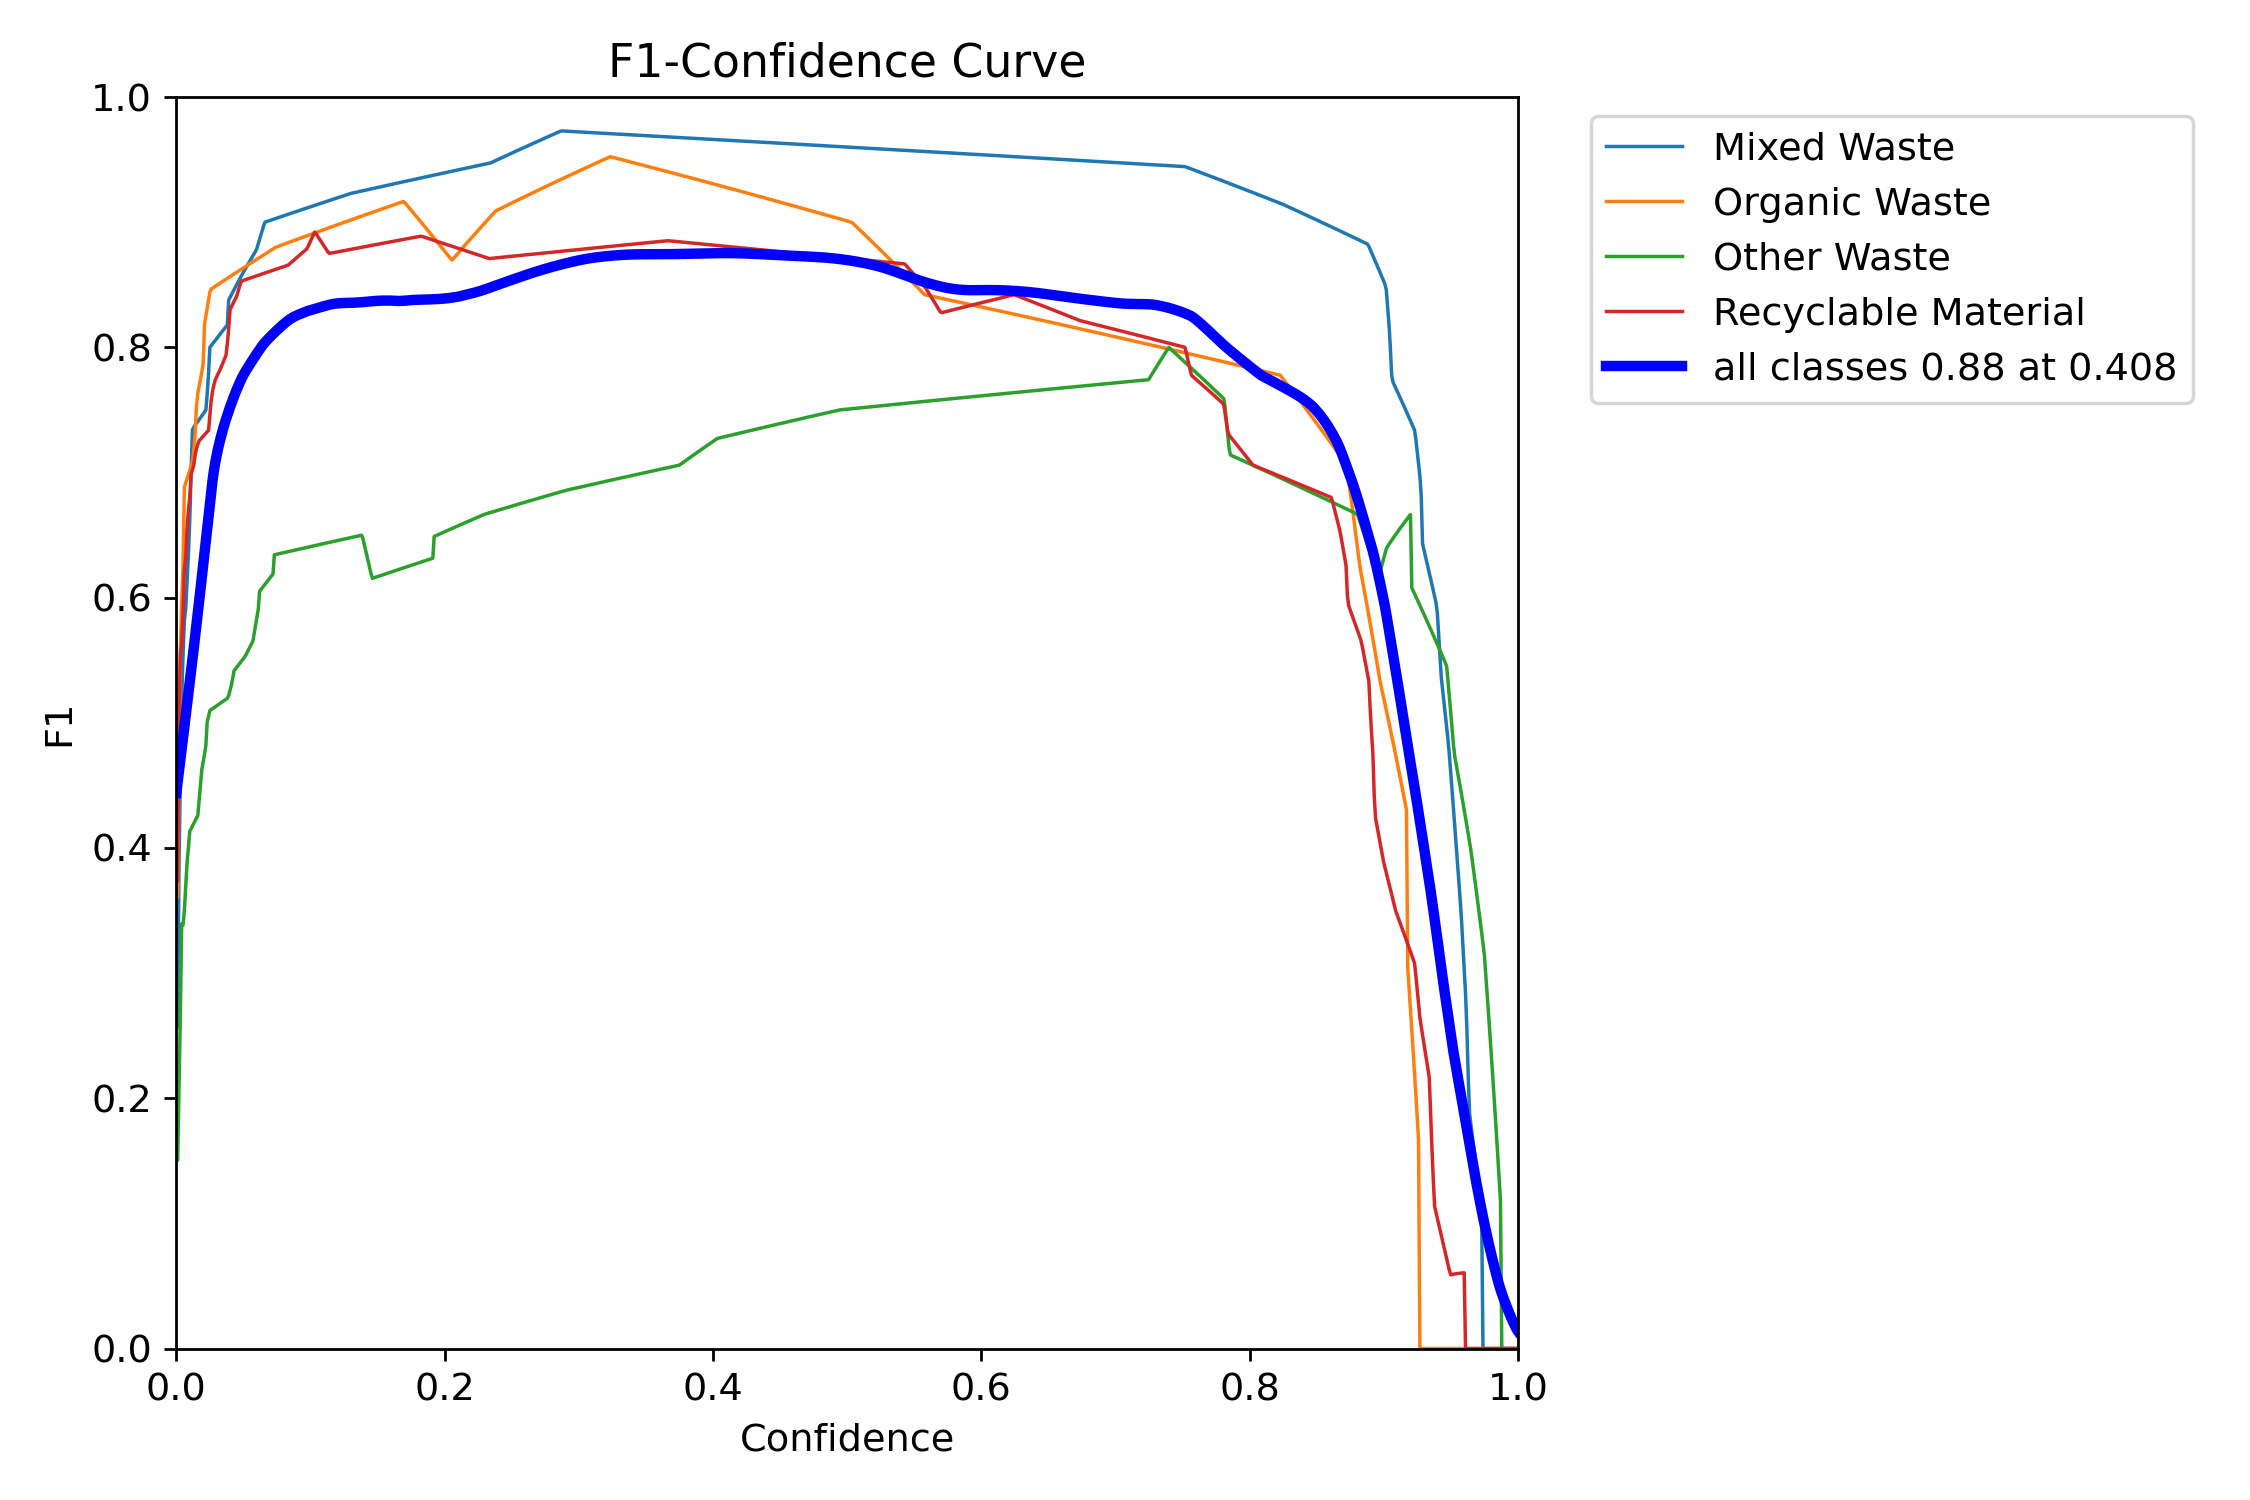 F1-Confidence Curve
1.0
0.8
0.6
0.4
0.2
0.0
F1
0.0 0.2 0.4 0.6 0.8 1.0
Confidence
Mixed Waste
Organic Waste
Other Waste
Recyclable Material
all classes 0.88 at 0.408